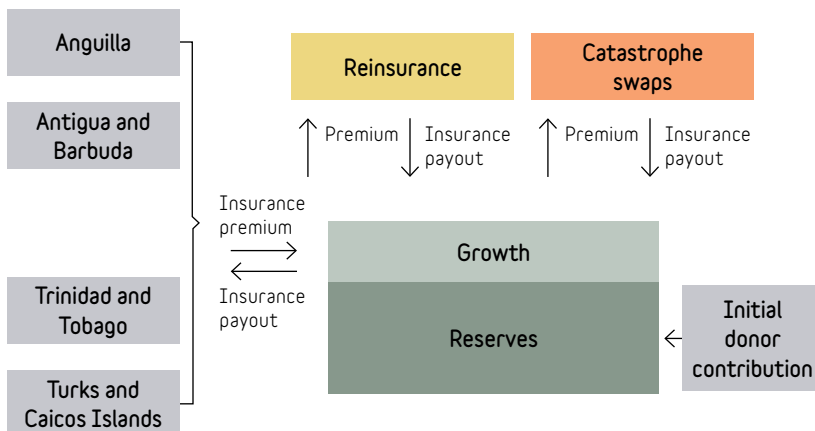 Anguilla
Antigua and
Barbuda
Trinidad and
Tobago
Turks and
Caicos Islands
Insurance
premium
Insurance
payout
Reinsurance
Catastrophe
swaps
Premium
Insurance
payout
Premium
Insurance
payout
Growth
Reserves
Initial
donor
contribution